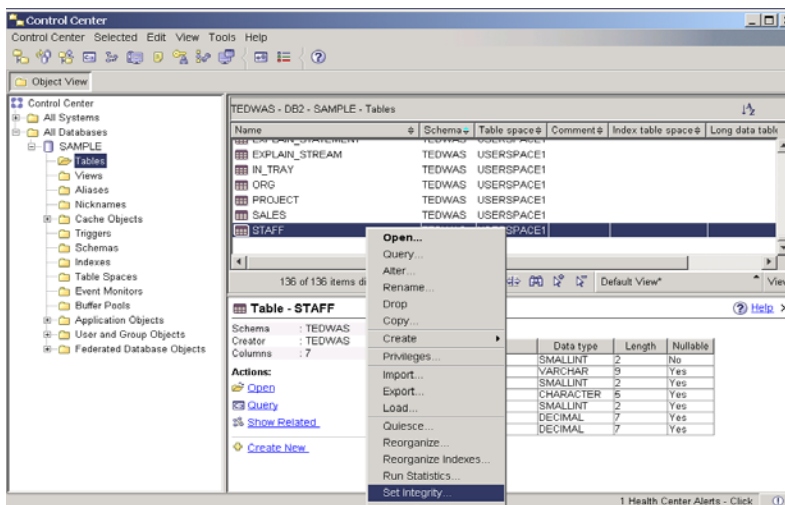 Control Center
Control Center Selected Edit View Tools Help
Object View
Control Center
All Systems
All Databases
SAMPLE
Tables
Views
Aliases
Nicknames
Cache Objects
Triggers
Schemas
Indexes
Table Spaces
Event Monitors
Buffer Pools
Application Objects
User and Group Objects
Federated Database Objects
TEDWAS - DB2 - SAMPLE - Tables
Name Schema Table space Comment Index table space Long data table
EXPLAIN_STATEMENT TEDWAS USERSPACE1
EXPLAIN_STREAM TEDWAS USERSPACE1
IN_TRAY TEDWAS USERSPACE1
ORG TEDWAS USERSPACE1
PROJECT TEDWAS USERSPACE1
SALES TEDWAS USERSPACE1
STAFF
136 of 136 items di
Default View*
View
Open...
Query...
Alter...
Rename...
Drop
Copy...
Create
Privileges...
Import...
Export...
Load...
Quiesce...
Reorganize...
Reorganize Indexes...
Run Statistics...
Set Integrity...
Table - STAFF
Help
Schema : TEDWAS
Creator : TEDWAS
Columns : 7
Actions:
Open
Query
Show Related
Create New
Data type Length Nullable
SMALLINT 2 No
VARCHAR 9 Yes
SMALLINT 2 Yes
CHARACTER 5 Yes
SMALLINT 2 Yes
DECIMAL 7 Yes
DECIMAL 7 Yes
1 Health Center Alerts - Click